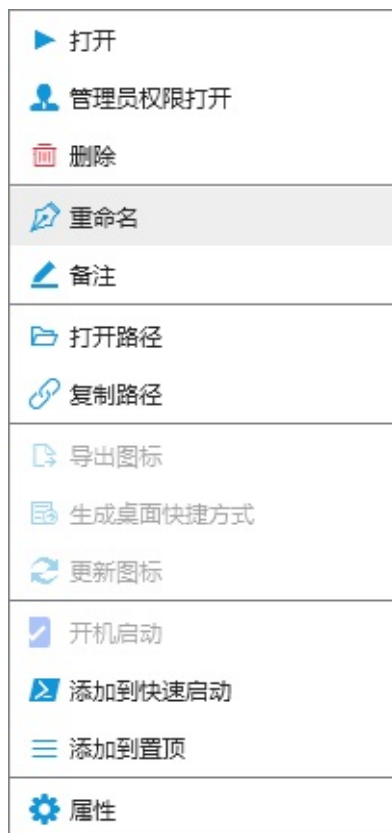 打开
管理员权限打开
删除
重命名
备注
打开路径
复制路径
导出图标
生成桌面快捷方式
更新图标
开机启动
添加到快速启动
添加到置顶
属性